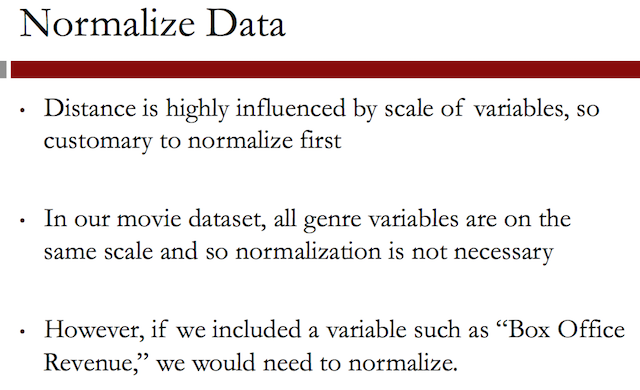 Normalize Data
• Distance is highly influenced by scale of variables, so
customary to normalize first
• In our movie dataset, all genre variables are on the
same scale and so normalization is not necessary
• However, if we included a variable such as “Box Office
Revenue,” we would need to normalize.